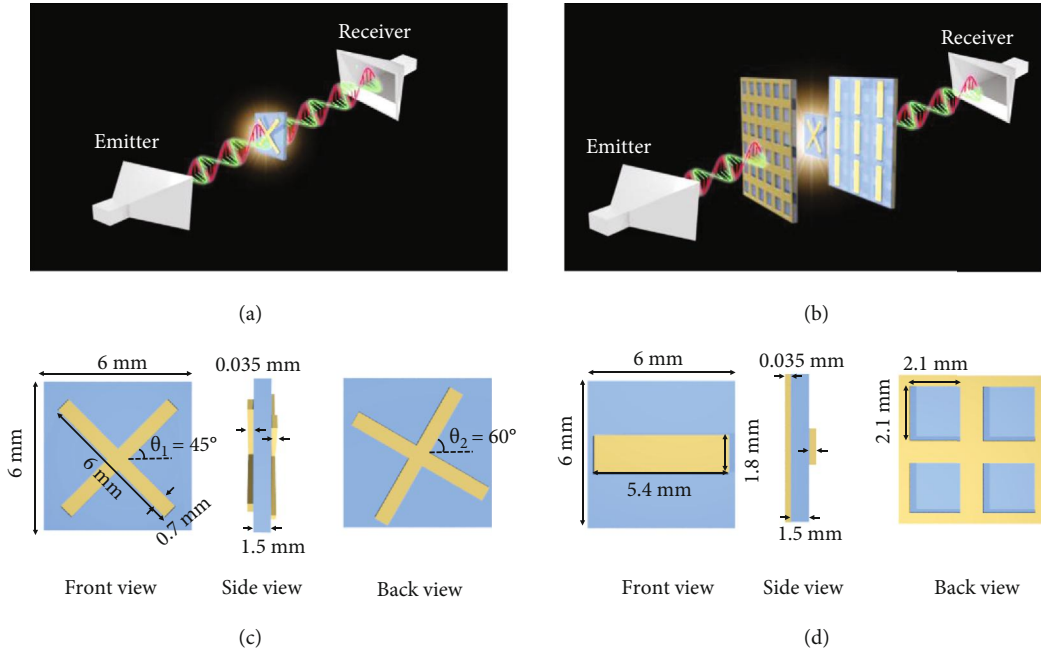 Receiver
Emitter
(a)
Receiver
Emitter
(b)
6 mm
6 mm
θ1 = 45°
6 mm
0.7 mm
Front view
0.035 mm
1.5 mm
Side view
θ2 = 60°
Back view
(c)
6 mm
6 mm
5.4 mm
1.8 mm
Front view
0.035 mm
1.5 mm
Side view
2.1 mm
2.1 mm
Back view
(d)